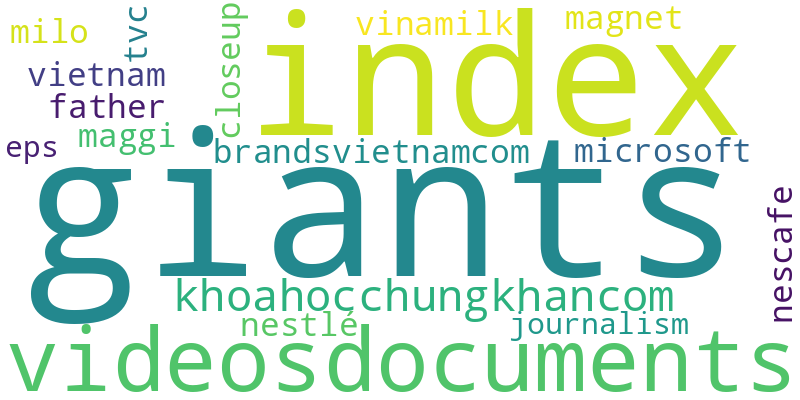 milo
tvc
closeup
vinamilk
magnet
index
vietnam
father
maggi
eps
brandsvietnamcom
microsoft
giants
nescafe
khoahocchungkhancom
nestlé
journalism
videosdocuments